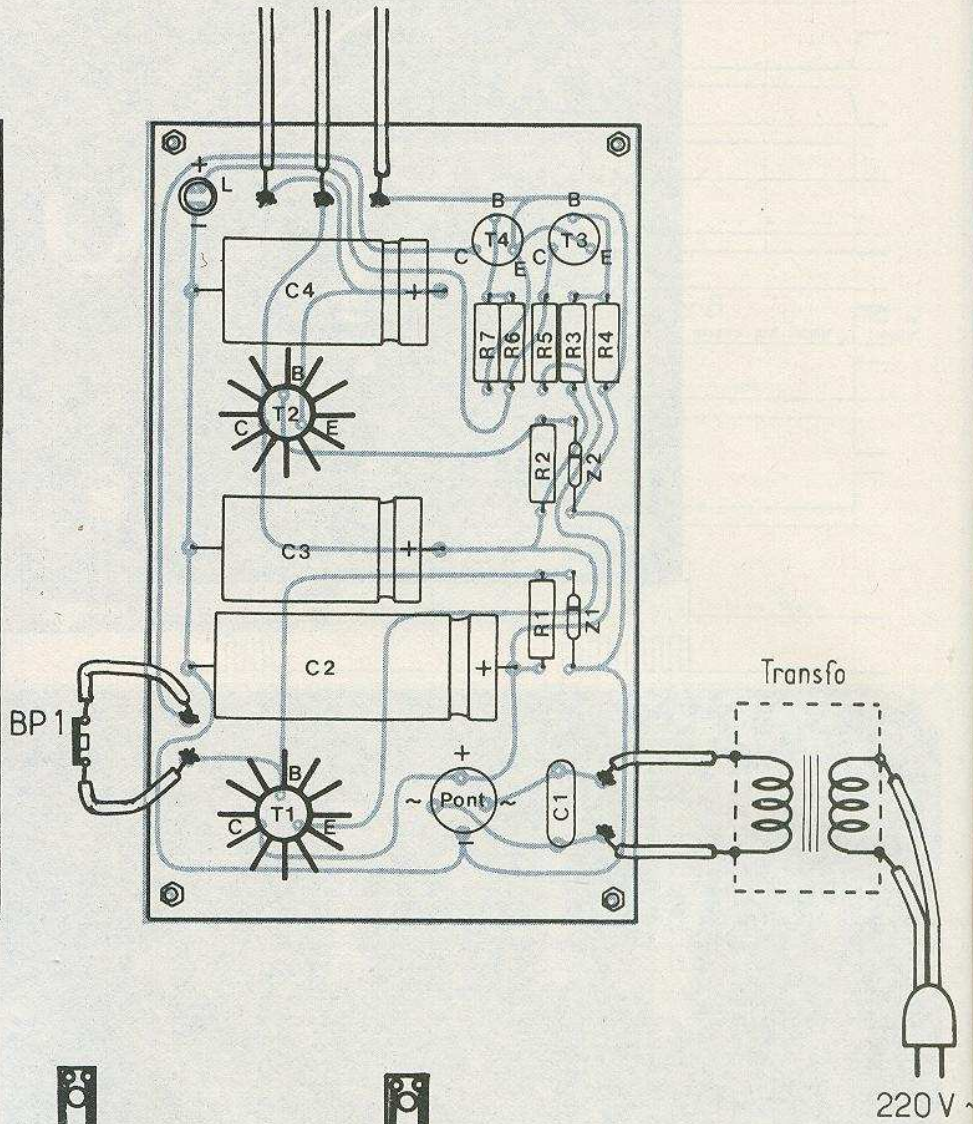 +
L
−
B
B
T4
T3
C
E
C
E
C4
+
R7
R6
R5
R3
R4
B
T2
C
E
R2
Z2
C3
+
R1
Z1
C2
+
Transfo
BP1
+
B
~ Pont ~
C1
T1
C
E
−
220 V ~